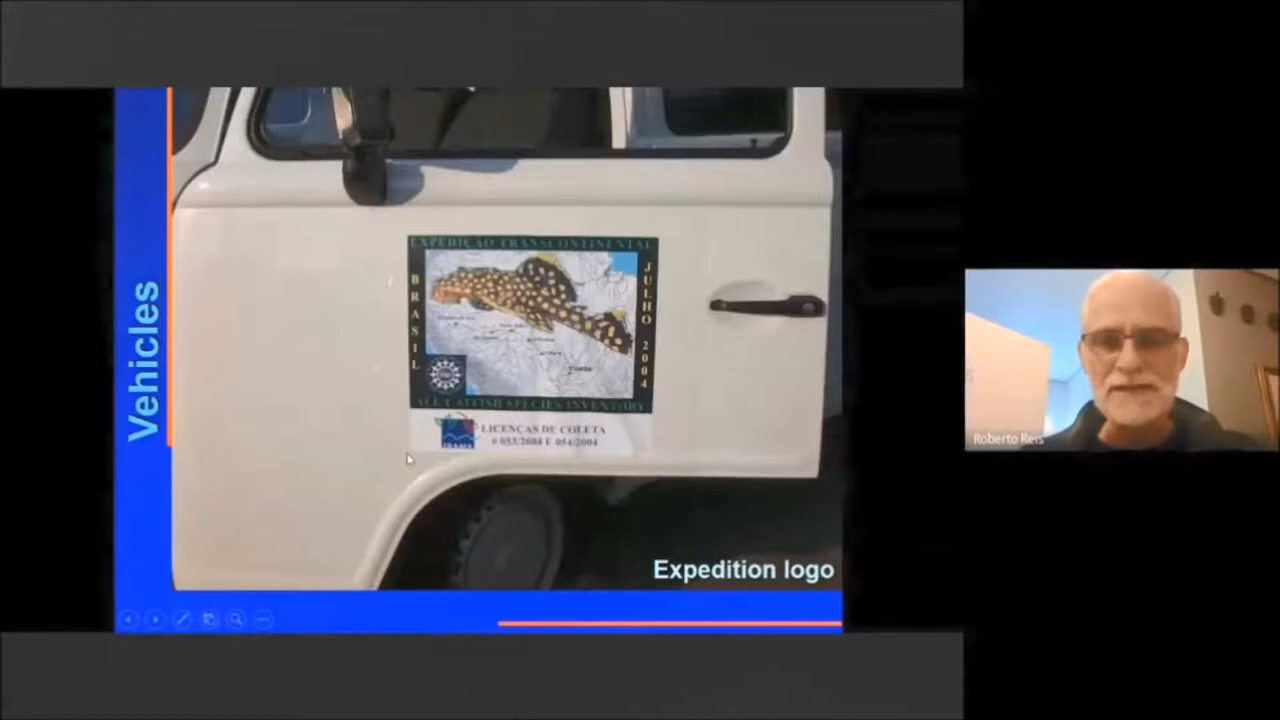 Vehicles
EXPEDIÇÃO TRANSCONTINENTAL
BRASIL
JULHO 2004
ALL CATFISH SPECIES INVENTORY
IBAMA
LICENÇAS DE COLETA
# 053/2004 E 054/2004
Expedition logo
Roberto Reis